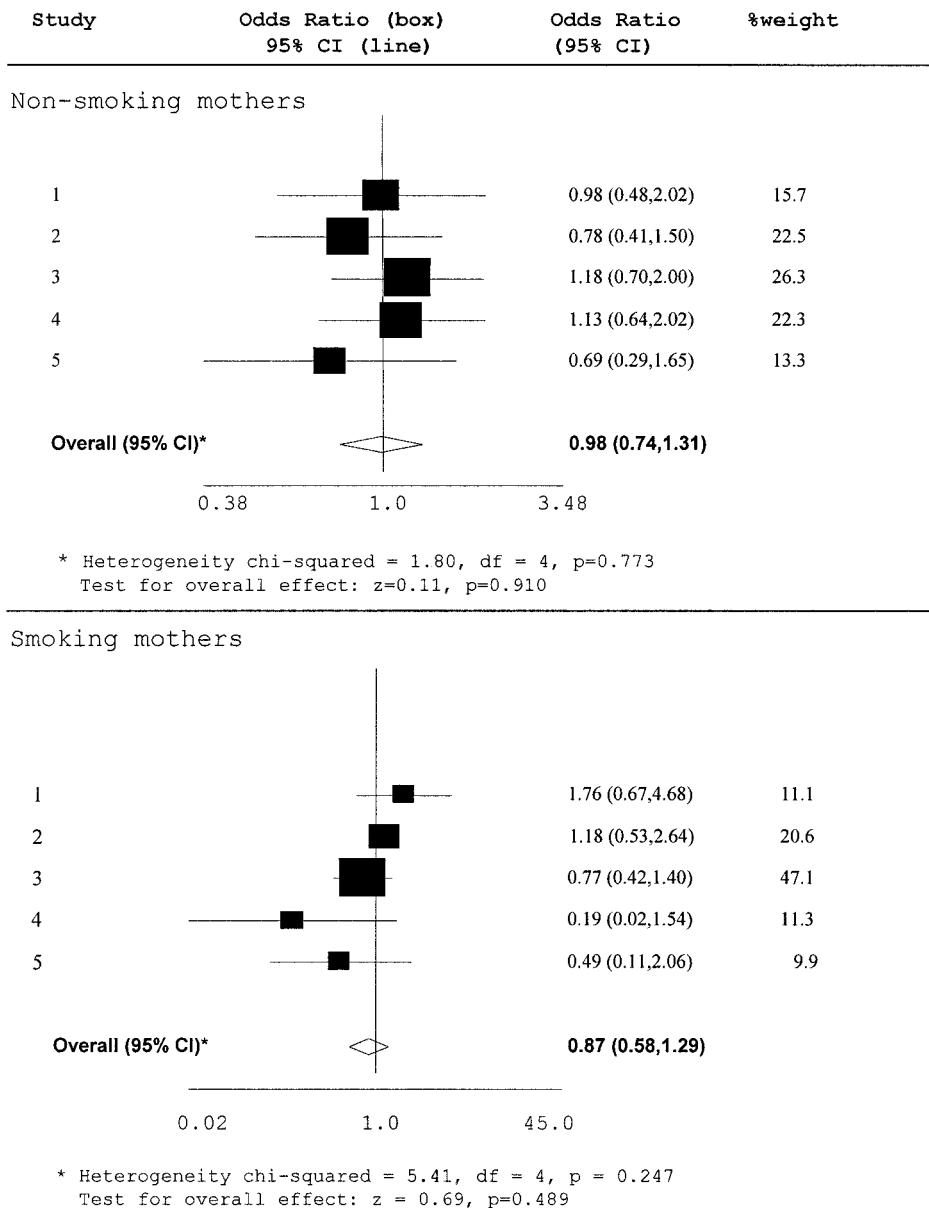 Study Odds Ratio (box) Odds Ratio %weight
95% CI (line) (95% CI)
Non-smoking mothers
1 0.98 (0.48,2.02) 15.7
2 0.78 (0.41,1.50) 22.5
3 1.18 (0.70,2.00) 26.3
4 1.13 (0.64,2.02) 22.3
5 0.69 (0.29,1.65) 13.3
Overall (95% CI)* 0.98 (0.74,1.31)
0.38 1.0 3.48
* Heterogeneity chi-squared = 1.80, df = 4, p=0.773
Test for overall effect: z=0.11, p=0.910
Smoking mothers
1 1.76 (0.67,4.68) 11.1
2 1.18 (0.53,2.64) 20.6
3 0.77 (0.42,1.40) 47.1
4 0.19 (0.02,1.54) 11.3
5 0.49 (0.11,2.06) 9.9
Overall (95% CI)* 0.87 (0.58,1.29)
0.02 1.0 45.0
* Heterogeneity chi-squared = 5.41, df = 4, p = 0.247
Test for overall effect: z = 0.69, p=0.489